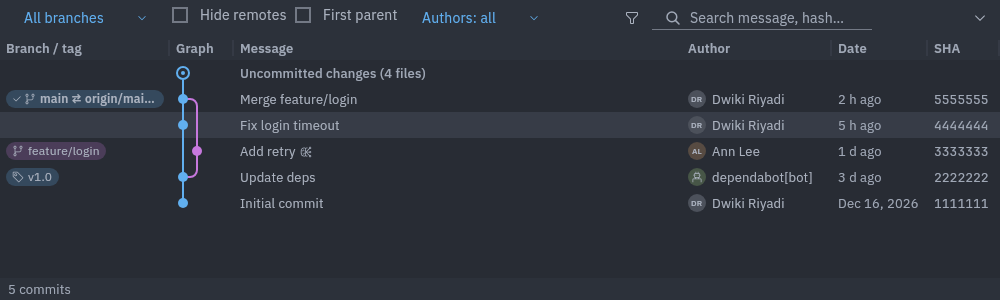 All branches Hide remotes First parent Authors: all Search message, hash...
Branch / tag Graph Message Author Date SHA
Uncommitted changes (4 files)
main ⇄ origin/mai... Merge feature/login DR Dwiki Riyadi 2 h ago 5555555
Fix login timeout DR Dwiki Riyadi 5 h ago 4444444
feature/login Add retry AL Ann Lee 1 d ago 3333333
v1.0 Update deps dependabot[bot] 3 d ago 2222222
Initial commit DR Dwiki Riyadi Dec 16, 2026 1111111
5 commits